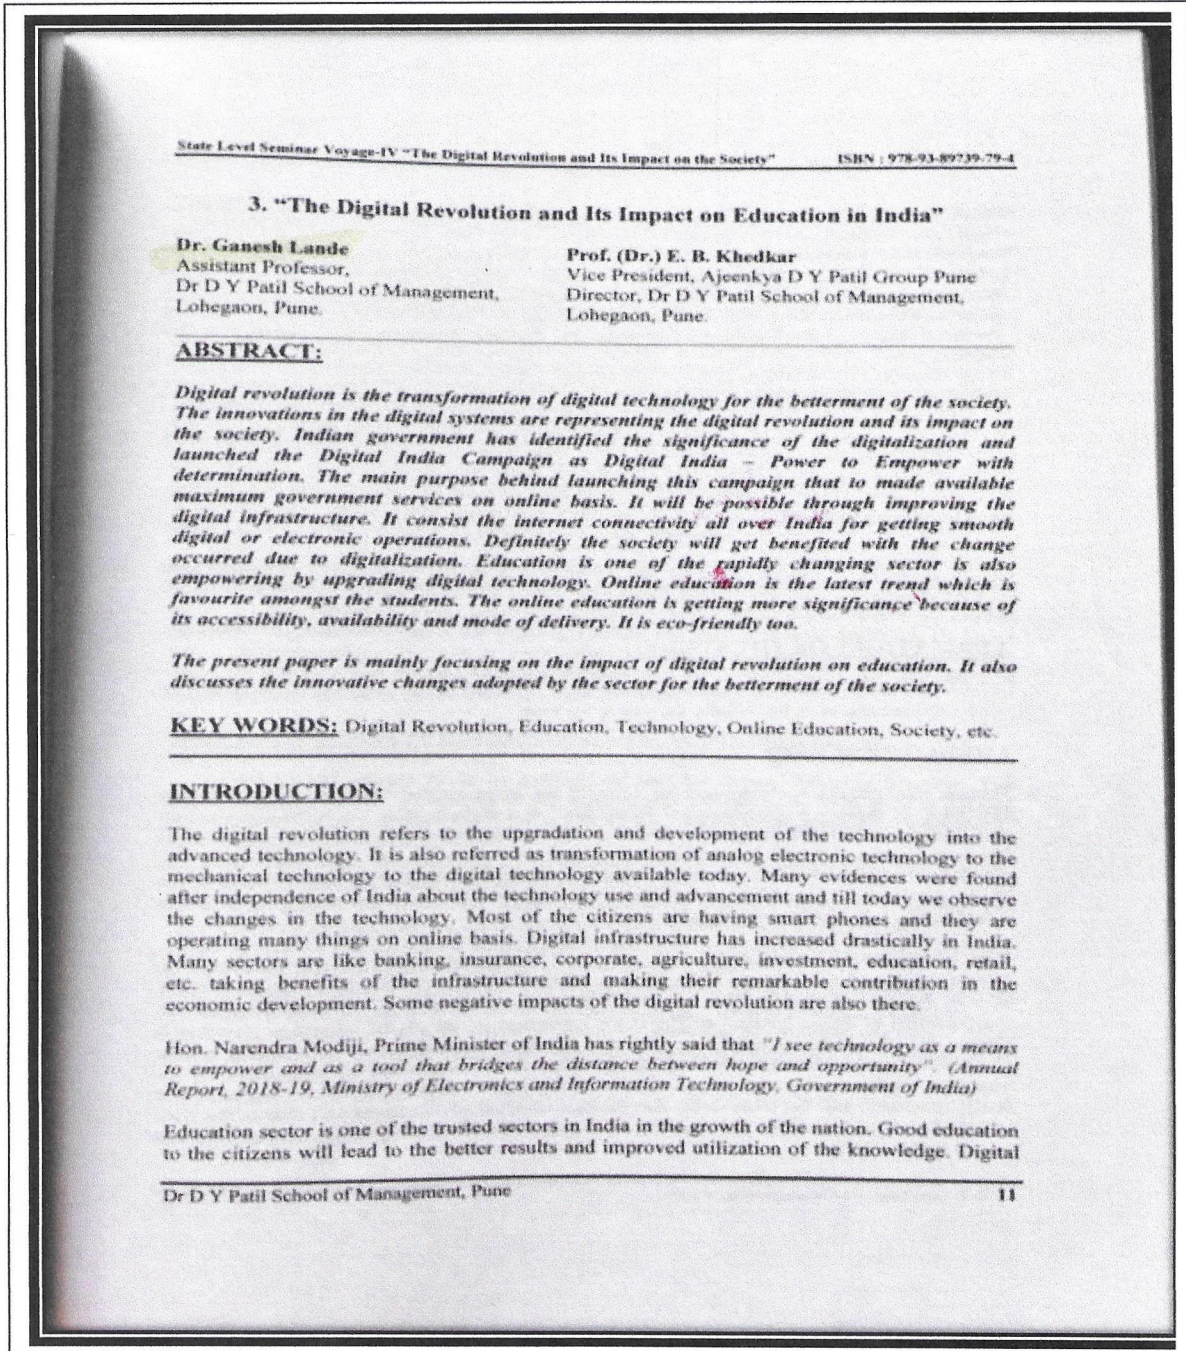 State Level Seminar Voyage-IV "The Digital Revolution and Its Impact on the Society" ISBN : 978-93-89739-79-4
3. "The Digital Revolution and Its Impact on Education in India"
Dr. Ganesh Lande
Assistant Professor,
Dr D Y Patil School of Management,
Lohegaon, Pune.
Prof. (Dr.) E. B. Khedkar
Vice President, Ajeenkya D Y Patil Group Pune
Director, Dr D Y Patil School of Management,
Lohegaon, Pune.
ABSTRACT:
Digital revolution is the transformation of digital technology for the betterment of the society.
The innovations in the digital systems are representing the digital revolution and its impact on
the society. Indian government has identified the significance of the digitalization and
launched the Digital India Campaign as Digital India – Power to Empower with
determination. The main purpose behind launching this campaign that to made available
maximum government services on online basis. It will be possible through improving the
digital infrastructure. It consist the internet connectivity all over India for getting smooth
digital or electronic operations. Definitely the society will get benefited with the change
occurred due to digitalization. Education is one of the rapidly changing sector is also
empowering by upgrading digital technology. Online education is the latest trend which is
favourite amongst the students. The online education is getting more significance because of
its accessibility, availability and mode of delivery. It is eco-friendly too.
The present paper is mainly focusing on the impact of digital revolution on education. It also
discusses the innovative changes adopted by the sector for the betterment of the society.
KEY WORDS: Digital Revolution, Education, Technology, Online Education, Society, etc.
INTRODUCTION:
The digital revolution refers to the upgradation and development of the technology into the
advanced technology. It is also referred as transformation of analog electronic technology to the
mechanical technology to the digital technology available today. Many evidences were found
after independence of India about the technology use and advancement and till today we observe
the changes in the technology. Most of the citizens are having smart phones and they are
operating many things on online basis. Digital infrastructure has increased drastically in India.
Many sectors are like banking, insurance, corporate, agriculture, investment, education, retail,
etc. taking benefits of the infrastructure and making their remarkable contribution in the
economic development. Some negative impacts of the digital revolution are also there.
Hon. Narendra Modiji, Prime Minister of India has rightly said that "I see technology as a means
to empower and as a tool that bridges the distance between hope and opportunity". (Annual
Report, 2018-19, Ministry of Electronics and Information Technology, Government of India)
Education sector is one of the trusted sectors in India in the growth of the nation. Good education
to the citizens will lead to the better results and improved utilization of the knowledge. Digital
Dr D Y Patil School of Management, Pune 11